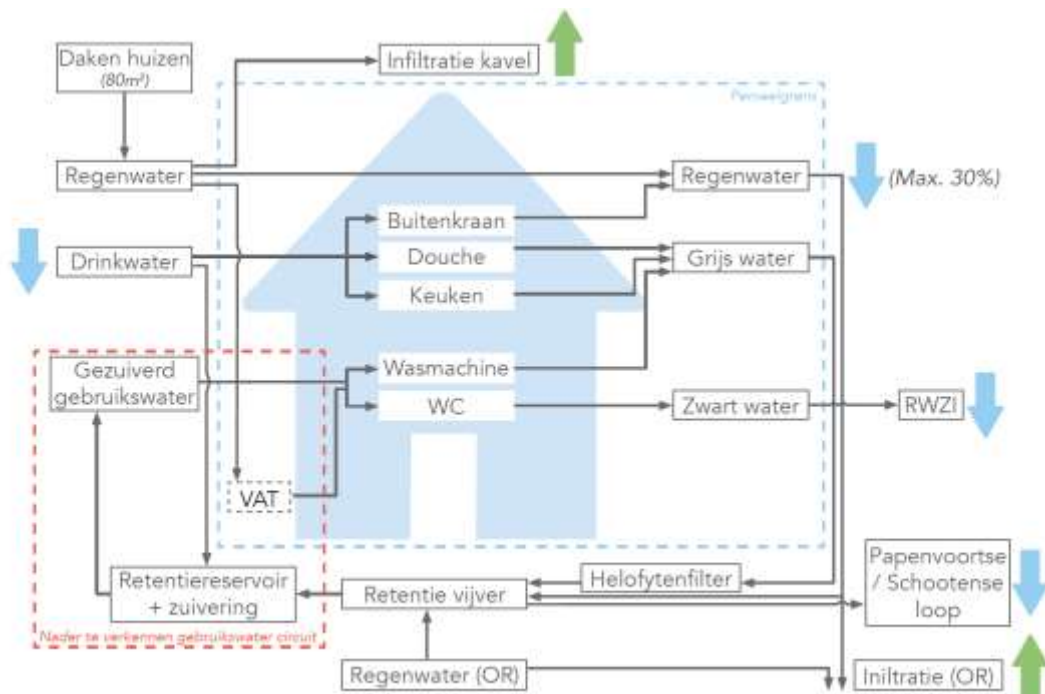 Daken huizen
(80m²)
Infiltratie kavel
Perceelgrens
Regenwater
Regenwater
(Max. 30%)
Buitenkraan
Drinkwater
Douche
Grijs water
Keuken
Gezuiverd
gebruikswater
Wasmachine
WC
Zwart water
RWZI
VAT
Papenvoortse
/ Schootense
loop
Helofytenfilter
Retentiereservoir
+ zuivering
Retentie vijver
Nader te verkennen gebruikswater circuit
Regenwater (OR)
Iniltratie (OR)